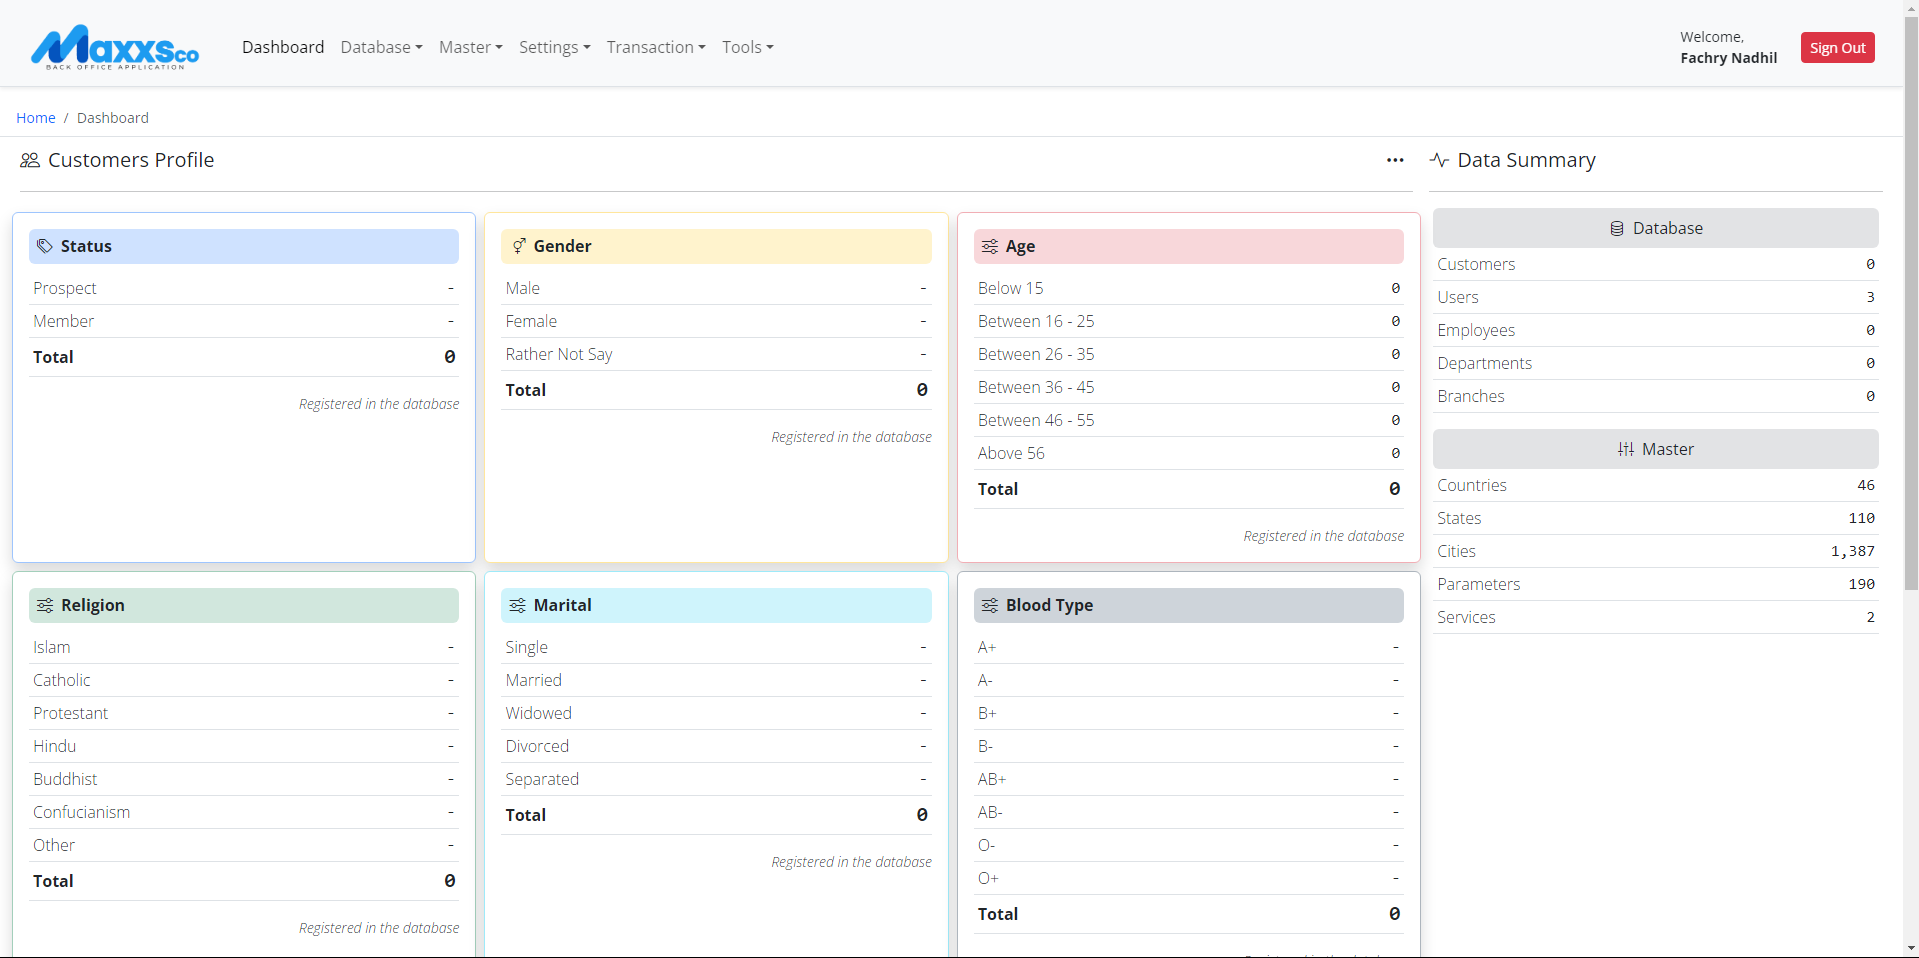 Maxxsco
BACK OFFICE APPLICATION
Dashboard Database Master Settings Transaction Tools
Welcome,
Fachry Nadhil
Sign Out
Home / Dashboard
Customers Profile
Status
Prospect -
Member -
Total 0
Registered in the database
Gender
Male -
Female -
Rather Not Say -
Total 0
Registered in the database
Age
Below 15 0
Between 16 - 25 0
Between 26 - 35 0
Between 36 - 45 0
Between 46 - 55 0
Above 56 0
Total 0
Registered in the database
Religion
Islam -
Catholic -
Protestant -
Hindu -
Buddhist -
Confucianism -
Other -
Total 0
Registered in the database
Marital
Single -
Married -
Widowed -
Divorced -
Separated -
Total 0
Registered in the database
Blood Type
A+ -
A- -
B+ -
B- -
AB+ -
AB- -
O- -
O+ -
Total 0
Data Summary
Database
Customers 0
Users 3
Employees 0
Departments 0
Branches 0
Master
Countries 46
States 110
Cities 1,387
Parameters 190
Services 2